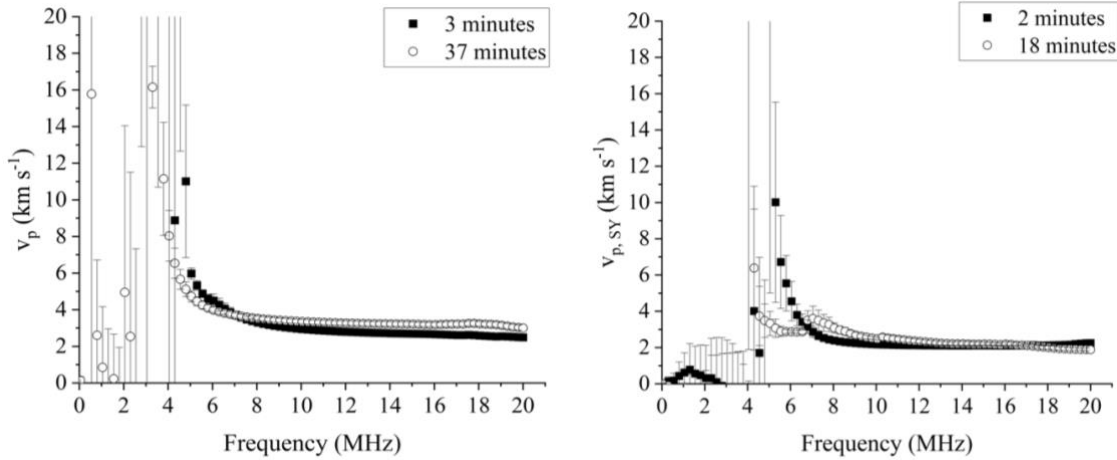 3 minutes
37 minutes
20
18
16
14
12
10
8
6
4
2
0
v_p (km s⁻¹)
0 2 4 6 8 10 12 14 16 18 20
Frequency (MHz)
2 minutes
18 minutes
20
18
16
14
12
10
8
6
4
2
0
v_p, SY (km s⁻¹)
0 2 4 6 8 10 12 14 16 18 20
Frequency (MHz)